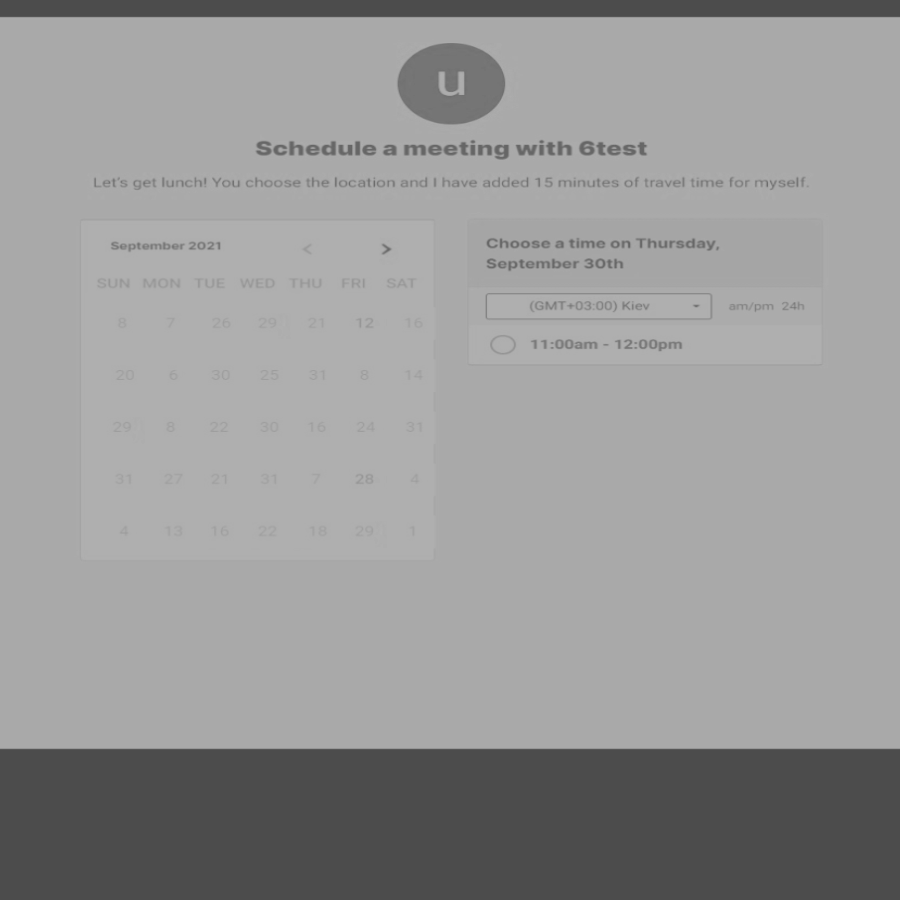 u
Schedule a meeting with 6test
Let's get lunch! You choose the location and I have added 15 minutes of travel time for myself.
September 2021 < >
SUN MON TUE WED THU FRI SAT
8 7 26 29 21 12 16
20 6 30 25 31 8 14
29 8 22 30 16 24 31
31 27 21 31 7 28 4
4 13 16 22 18 29 1
Choose a time on Thursday,
September 30th
(GMT+03:00) Kiev am/pm 24h
11:00am - 12:00pm